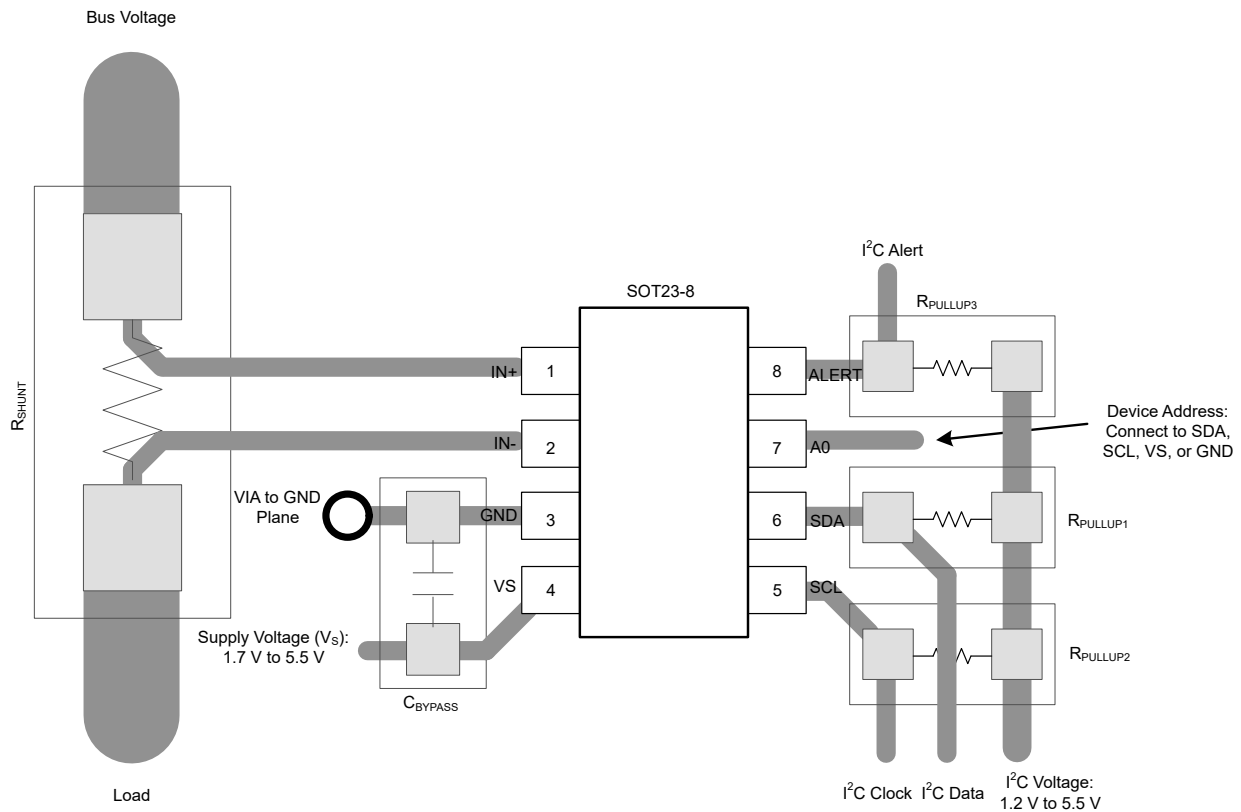 Bus Voltage
I²C Alert
SOT23-8
R_PULLUP3
IN+
1
8
ALERT
R_SHUNT
Device Address:
Connect to SDA,
SCL, VS, or GND
IN-
2
7
A0
VIA to GND
Plane
GND
3
6
SDA
R_PULLUP1
VS
4
5
SCL
Supply Voltage (V_S):
1.7 V to 5.5 V
R_PULLUP2
C_BYPASS
Load
I²C Clock
I²C Data
I²C Voltage:
1.2 V to 5.5 V